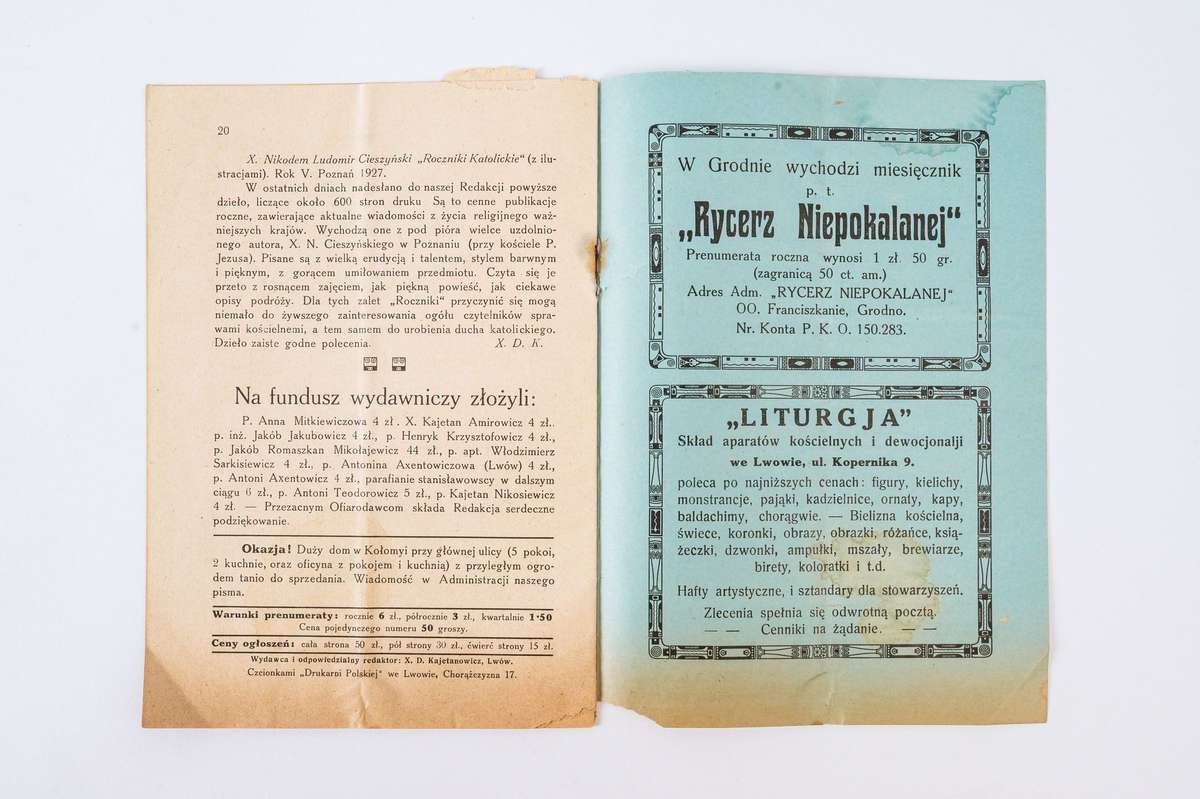 20
X. Nikodem Ludomir Cieszyński „Roczniki Katolickie“ (z ilu-
stracjami). Rok V. Poznań 1927.
W ostatnich dniach nadesłano do naszej Redakcji powyższe
dzieło, liczące około 600 stron druku Są to cenne publikacje
roczne, zawierające aktualne wiadomości z życia religijnego waż-
niejszych krajów. Wychodzą one z pod pióra wielce uzdolnio-
nego autora, X. N. Cieszyńskiego w Poznaniu (przy kościele P.
Jezusa). Pisane są z wielką erudycją i talentem, stylem barwnym
i pięknym, z gorącem umiłowaniem przedmiotu. Czyta się je
przeto z rosnącem zajęciem, jak piękną powieść, jak ciekawe
opisy podróży. Dla tych zalet „Roczniki“ przyczynić się mogą
niemało do żywszego zainteresowania ogółu czytelników spra-
wami kościelnemi, a tem samem do urobienia ducha katolickiego.
Dzieło zaiste godne polecenia. X. D. K.
Na fundusz wydawniczy złożyli:
P. Anna Mitkiewiczowa 4 zł. X. Kajetan Amirowicz 4 zł..
p. inż. Jakób Jakubowicz 4 zł., p. Henryk Krzysztofowicz 4 zł.,
p. Jakób Romaszkan Mikołajewicz 44 zł., p. apt. Włodzimierz
Sarkisiewicz 4 zł., p. Antonina Axentowiczowa (Lwów) 4 zł.,
p. Antoni Axentowicz 4 zł., parafianie stanisławowscy w dalszym
ciągu 6 zł., p. Antoni Teodorowicz 5 zł., p. Kajetan Nikosiewicz
4 zł. — Przezacnym Ofiarodawcom składa Redakcja serdeczne
podziękowanie.
Okazja! Duży dom w Kołomyi przy głównej ulicy (5 pokoi,
2 kuchnie, oraz oficyna z pokojem i kuchnią) z przyległym ogro-
dem tanio do sprzedania. Wiadomość w Administracji naszego
pisma.
Warunki prenumeraty: rocznie 6 zł., półrocznie 3 zł., kwartalnie 1·50
Cena pojedynczego numeru 50 groszy.
Ceny ogłoszeń: cała strona 50 zł., pół strony 30 zł., ćwierć strony 15 zł.
Wydawca i odpowiedzialny redaktor: X. D. Kajetanowicz, Lwów.
Czcionkami „Drukarni Polskiej“ we Lwowie, Chorążczyzna 17.
W Grodnie wychodzi miesięcznik
p. t.
„Rycerz Niepokalanej“
Prenumerata roczna wynosi 1 zł. 50 gr.
(zagranicą 50 ct. am.)
Adres Adm. „RYCERZ NIEPOKALANEJ“
OO. Franciszkanie, Grodno.
Nr. Konta P. K. O. 150.283.
„LITURGJA”
Skład aparatów kościelnych i dewocjonalji
we Lwowie, ul. Kopernika 9.
poleca po najniższych cenach: figury, kielichy,
monstrancje, pająki, kadzielnice, ornaty, kapy,
baldachimy, chorągwie. — Bielizna kościelna,
świece, koronki, obrazy, obrazki, różańce, ksią-
żeczki, dzwonki, ampułki, mszały, brewiarze,
birety, koloratki i t.d.
Hafty artystyczne, i sztandary dla stowarzyszeń.
Zlecenia spełnia się odwrotną pocztą.
— — Cenniki na żądanie. — —